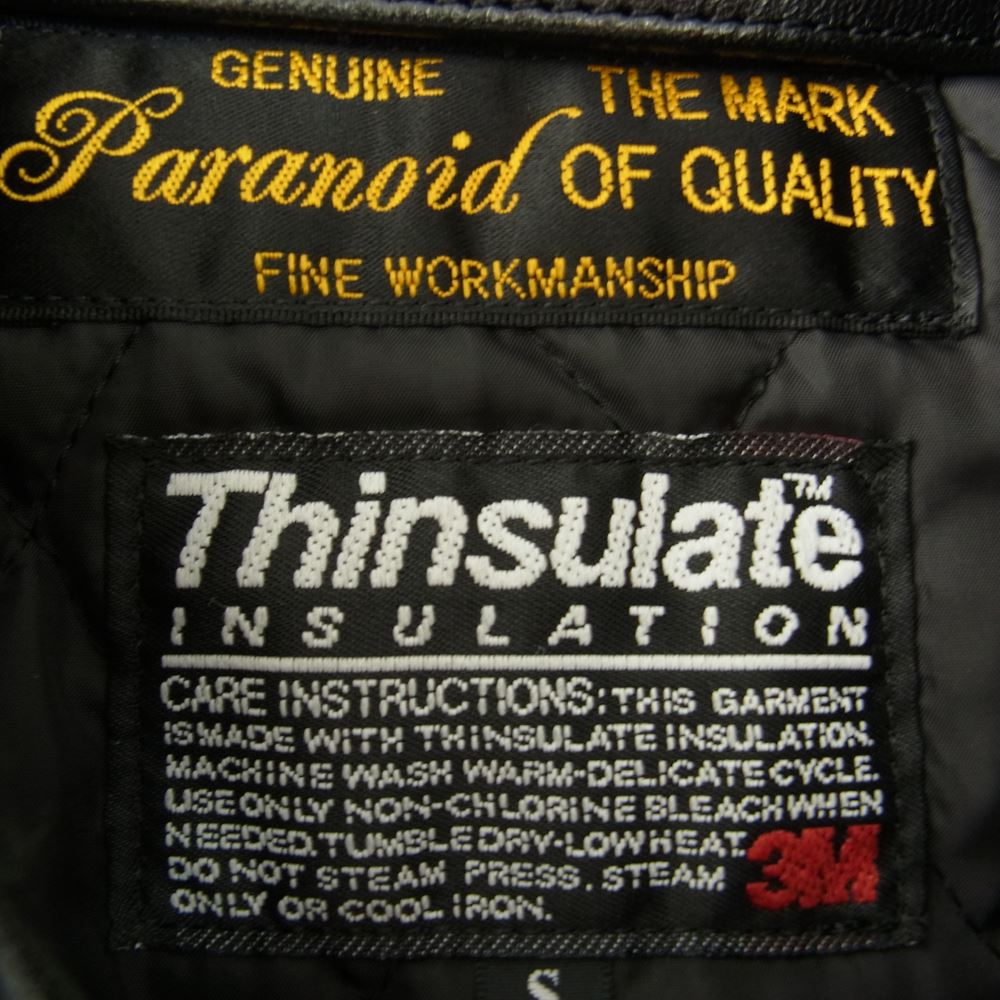 GENUINE
Paranoid
FINE WORKMANSHIP
THE MARK
OF QUALITY
Thinsulate™
INSULATION
CARE INSTRUCTIONS: THIS GARMENT
IS MADE WITH THINSULATE INSULATION.
MACHINE WASH WARM-DELICATE CYCLE.
USE ONLY NON-CHLORINE BLEACH WHEN
NEEDED. TUMBLE DRY-LOW HEAT.
DO NOT STEAM PRESS. STEAM
ONLY OR COOL IRON.
3M
S